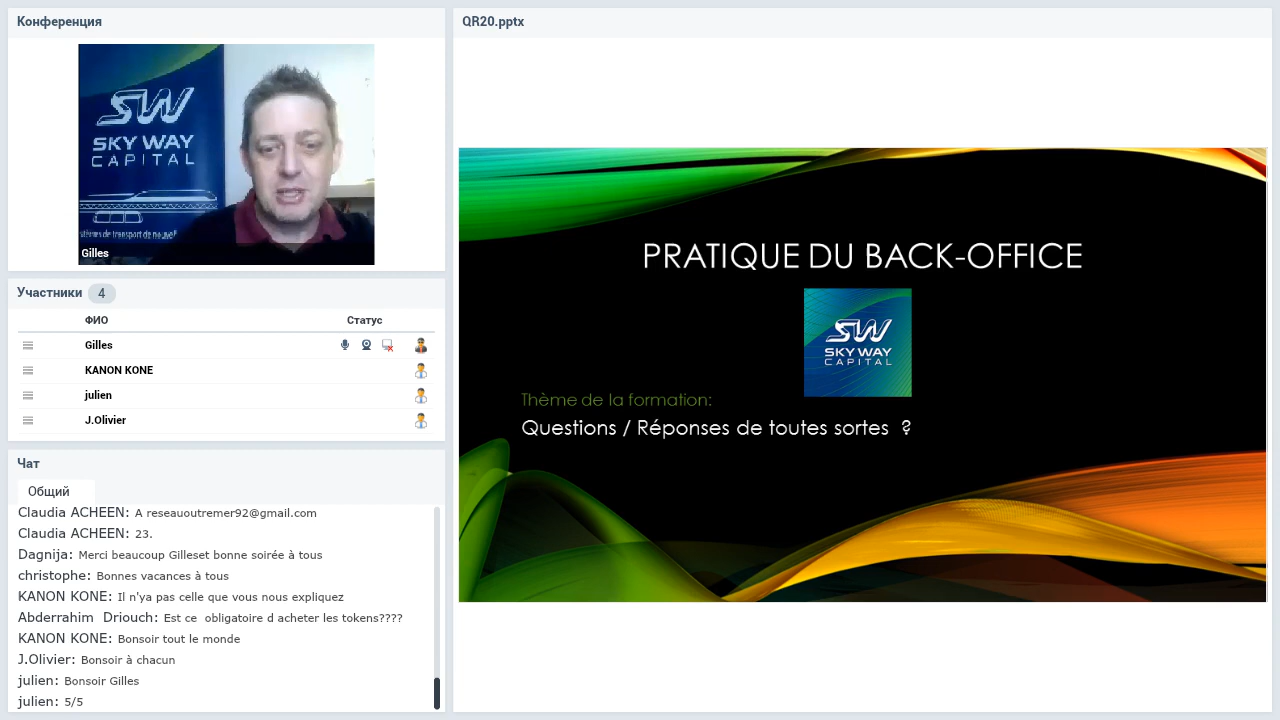 Конференция
SW
SKY WAY
CAPITAL
Gilles
Участники 4
ФИО Статус
Gilles
KANON KONE
julien
J.Olivier
Чат
Общий
Claudia ACHEEN: A reseauoutremer92@gmail.com
Claudia ACHEEN: 23.
Dagnija: Merci beaucoup Gilleset bonne soirée à tous
christophe: Bonnes vacances à tous
KANON KONE: Il n'ya pas celle que vous nous expliquez
Abderrahim Driouch: Est ce obligatoire d acheter les tokens????
KANON KONE: Bonsoir tout le monde
J.Olivier: Bonsoir à chacun
julien: Bonsoir Gilles
julien: 5/5
QR20.pptx
PRATIQUE DU BACK-OFFICE
SW
SKY WAY
CAPITAL
Thème de la formation:
Questions / Réponses de toutes sortes ?